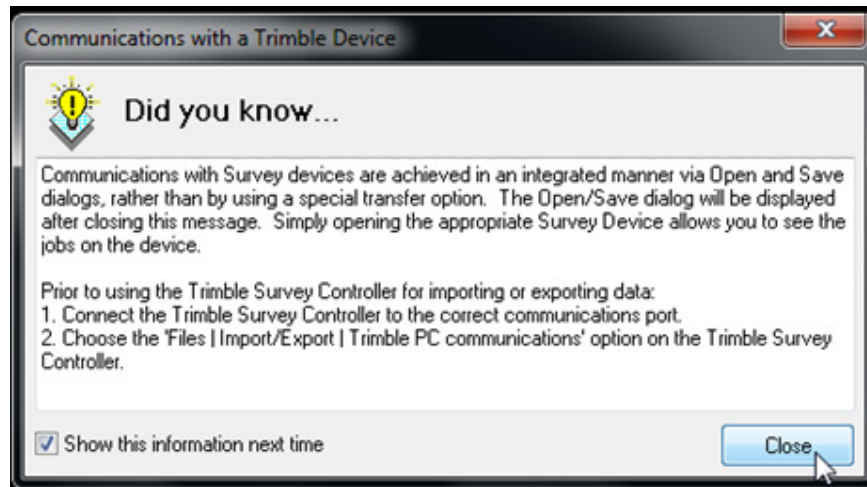 Communications with a Trimble Device
Did you know...
Communications with Survey devices are achieved in an integrated manner via Open and Save
dialogs, rather than by using a special transfer option.  The Open/Save dialog will be displayed
after closing this message.  Simply opening the appropriate Survey Device allows you to see the
jobs on the device.
Prior to using the Trimble Survey Controller for importing or exporting data:
1. Connect the Trimble Survey Controller to the correct communications port.
2. Choose the 'Files | Import/Export | Trimble PC communications' option on the Trimble Survey
Controller.
Show this information next time
Close